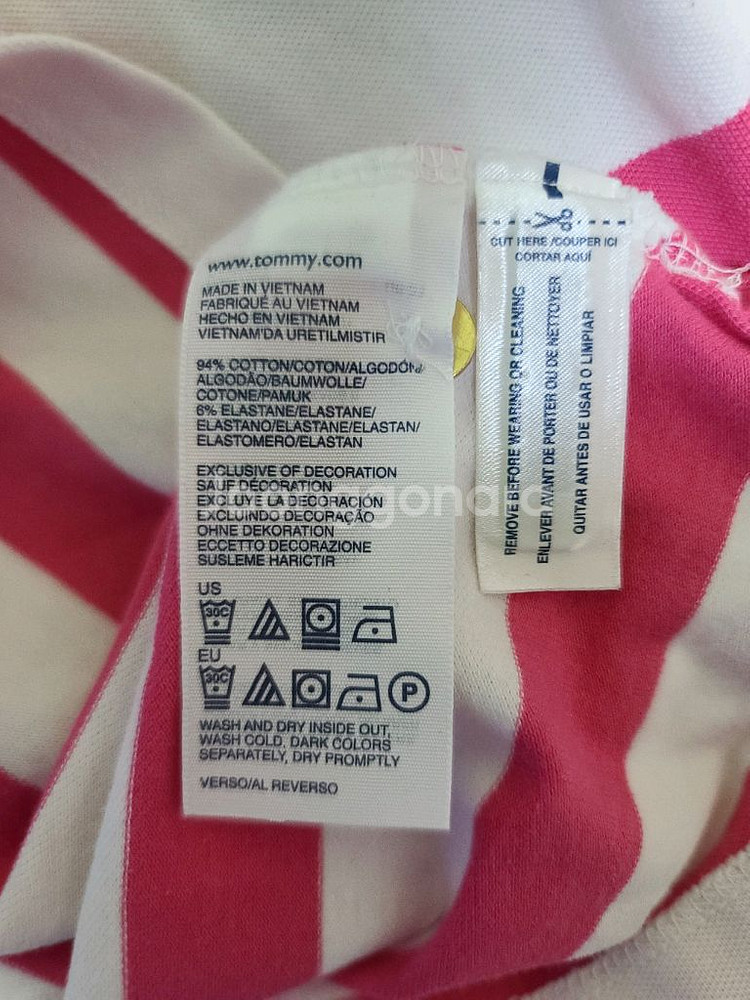 www.tommy.com
MADE IN VIETNAM
FABRIQUÉ AU VIETNAM
HECHO EN VIETNAM
VIETNAM'DA URETILMISTIR
94% COTTON/COTON/ALGODÓN/
ALGODÃO/BAUMWOLLE/
COTONE/PAMUK
6% ELASTANE/ELASTANE/
ELASTANO/ELASTANE/ELASTAN/
ELASTOMERO/ELASTAN
EXCLUSIVE OF DECORATION
SAUF DÉCORATION
EXCLUYE LA DECORACIÓN
EXCLUINDO DECORAÇÃO
OHNE DEKORATION
ECCETTO DECORAZIONE
SUSLEME HARICTIR
US
30C
EU
30C P
WASH AND DRY INSIDE OUT,
WASH COLD, DARK COLORS
SEPARATELY, DRY PROMPTLY
VERSO/AL REVERSO
CUT HERE /COUPER ICI
CORTAR AQUÍ
REMOVE BEFORE WEARING OR CLEANING
ENLEVER AVANT DE PORTER OU DE NETTOYER
QUITAR ANTES DE USAR O LIMPIAR